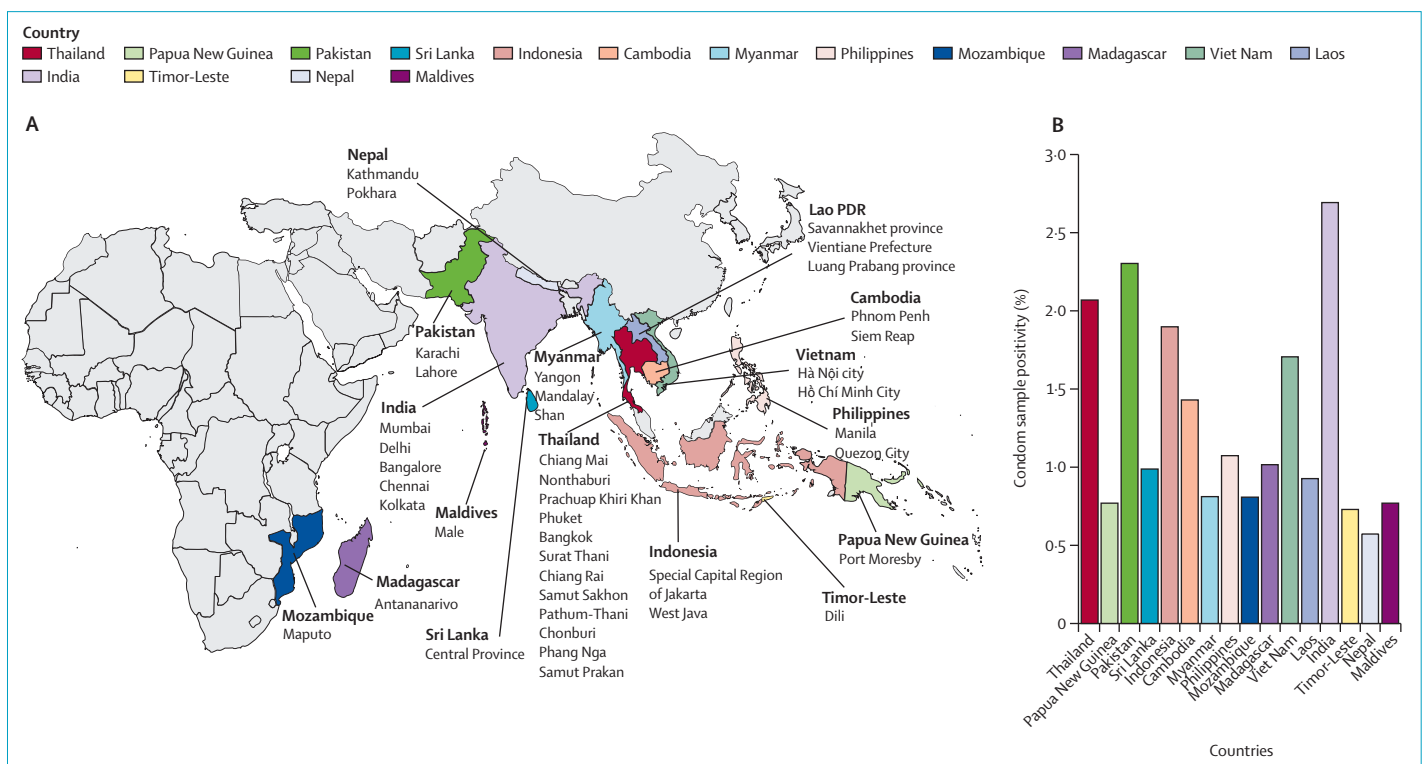 Country
Thailand Papua New Guinea Pakistan Sri Lanka Indonesia Cambodia Myanmar Philippines Mozambique Madagascar Viet Nam Laos
India Timor-Leste Nepal Maldives
A
Nepal
Kathmandu
Pokhara
Lao PDR
Savannakhet province
Vientiane Prefecture
Luang Prabang province
Cambodia
Phnom Penh
Siem Reap
Pakistan
Karachi
Lahore
Myanmar
Yangon
Mandalay
Shan
Vietnam
Hà Nội city
Hồ Chí Minh City
Philippines
Manila
Quezon City
India
Mumbai
Delhi
Bangalore
Chennai
Kolkata
Maldives
Male
Thailand
Chiang Mai
Nonthaburi
Prachuap Khiri Khan
Phuket
Bangkok
Surat Thani
Chiang Rai
Samut Sakhon
Pathum-Thani
Chonburi
Phang Nga
Samut Prakan
Indonesia
Special Capital Region
of Jakarta
West Java
Papua New Guinea
Port Moresby
Timor-Leste
Dili
Madagascar
Antananarivo
Mozambique
Maputo
Sri Lanka
Central Province
B
Condom sample positivity (%)
3·0
2·5
2·0
1·5
1·0
0·5
0
Thailand
Papua New Guinea
Pakistan
Sri Lanka
Indonesia
Cambodia
Myanmar
Philippines
Mozambique
Madagascar
Viet Nam
Laos
India
Timor-Leste
Nepal
Maldives
Countries